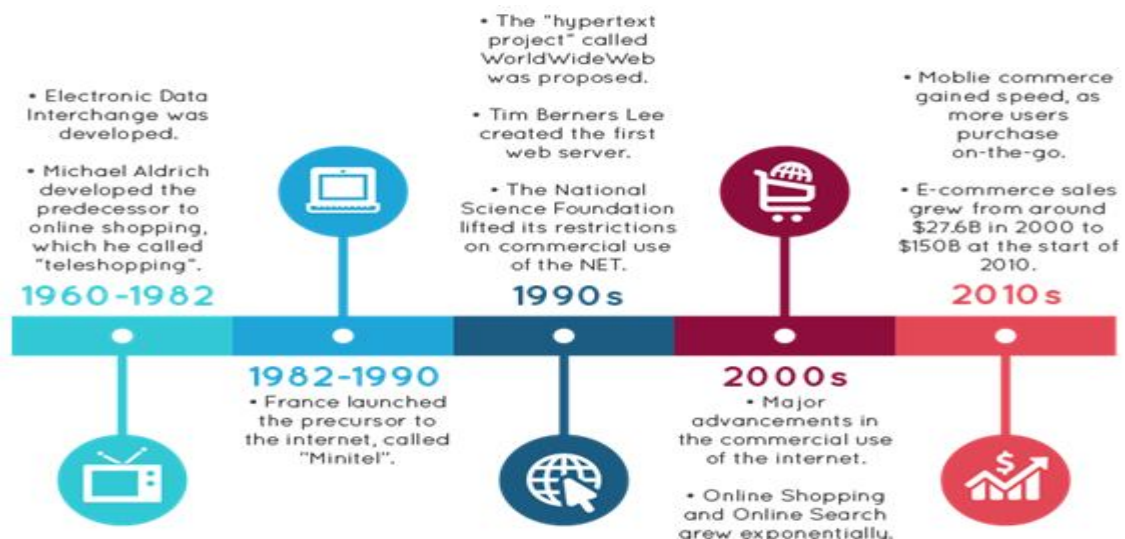 • Electronic Data
Interchange was
developed.
• Michael Aldrich
developed the
predecessor to
online shopping,
which he called
"teleshopping".
1960-1982
1982-1990
• France launched
the precursor to
the internet, called
"Minitel".
• The "hypertext
project" called
WorldWideWeb
was proposed.
• Tim Berners Lee
created the first
web server.
• The National
Science Foundation
lifted its restrictions
on commercial use
of the NET.
1990s
2000s
• Major
advancements in
the commercial use
of the internet.
• Online Shopping
and Online Search
grew exponentially.
• Moblie commerce
gained speed, as
more users
purchase
on-the-go.
• E-commerce sales
grew from around
$27.6B in 2000 to
$150B at the start of
2010.
2010s
$